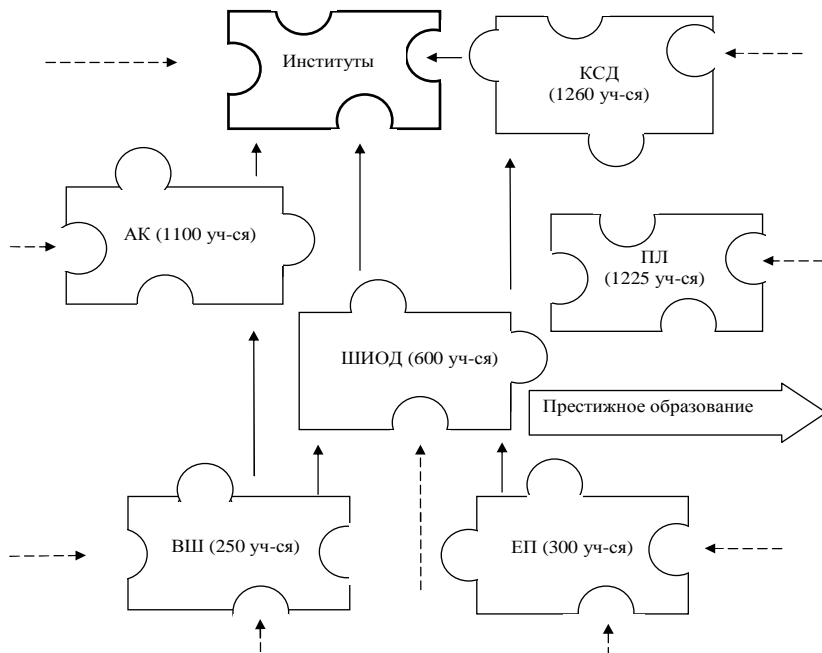 Институты
КСД
(1260 уч-ся)
АК (1100 уч-ся)
ПЛ
(1225 уч-ся)
ШИОД (600 уч-ся)
Престижное образование
ВШ (250 уч-ся)
ЕП (300 уч-ся)